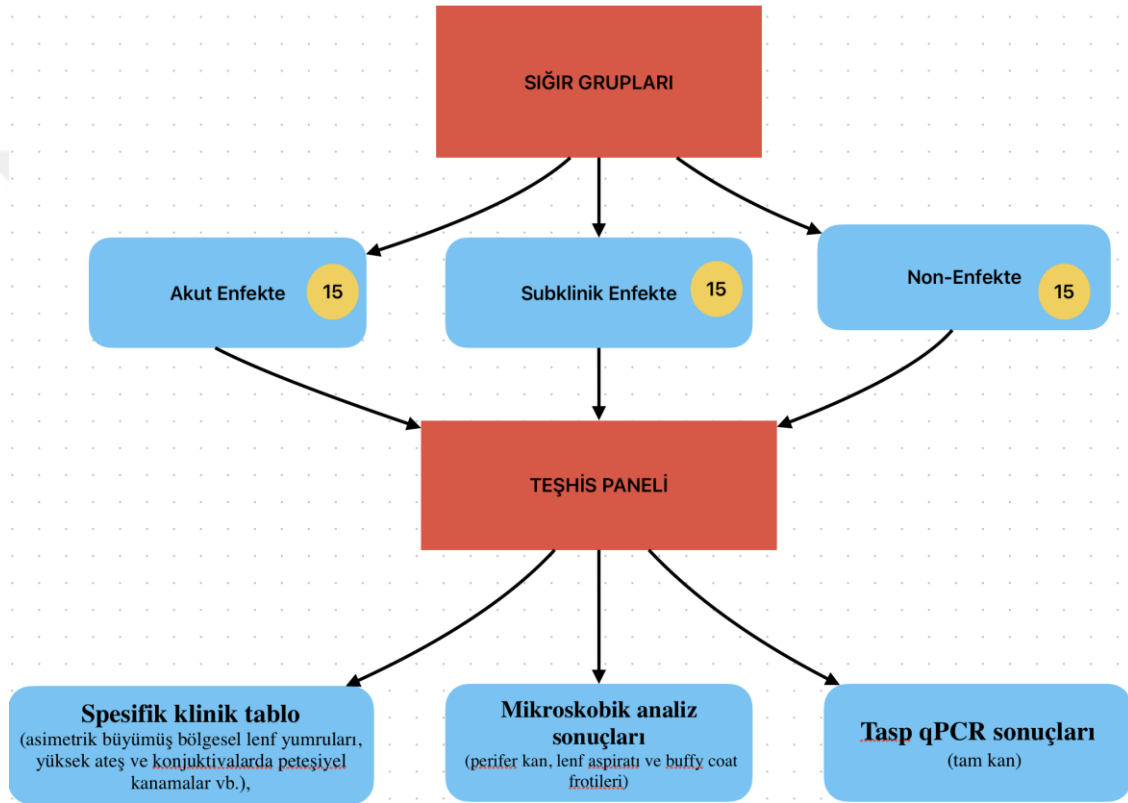 SIĞIR GRUPLARI
Akut Enfekte
15
Subklinik Enfekte
15
Non-Enfekte
15
TEŞHİS PANELİ
Spesifik klinik tablo
(asimetrik büyümüş bölgesel lenf yumruları,
yüksek ateş ve konjuktivalarda peteşiyel
kanamalar vb.),
Mikroskobik analiz
sonuçları
(perifer kan, lenf aspiratı ve buffy coat
frotileri)
Tasp qPCR sonuçları
(tam kan)